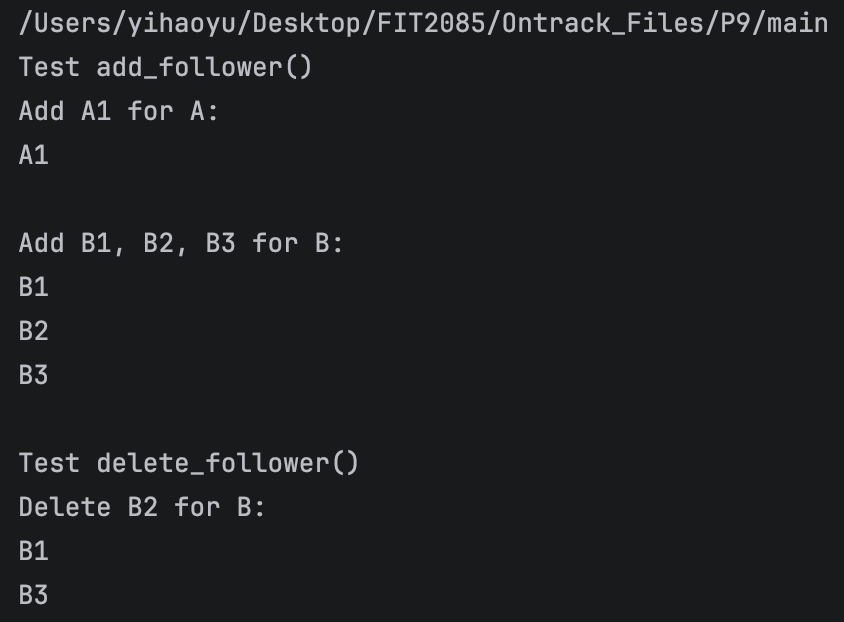 /Users/yihaoyu/Desktop/FIT2085/Ontrack_Files/P9/main
Test add_follower()
Add A1 for A:
A1
Add B1, B2, B3 for B:
B1
B2
B3
Test delete_follower()
Delete B2 for B:
B1
B3